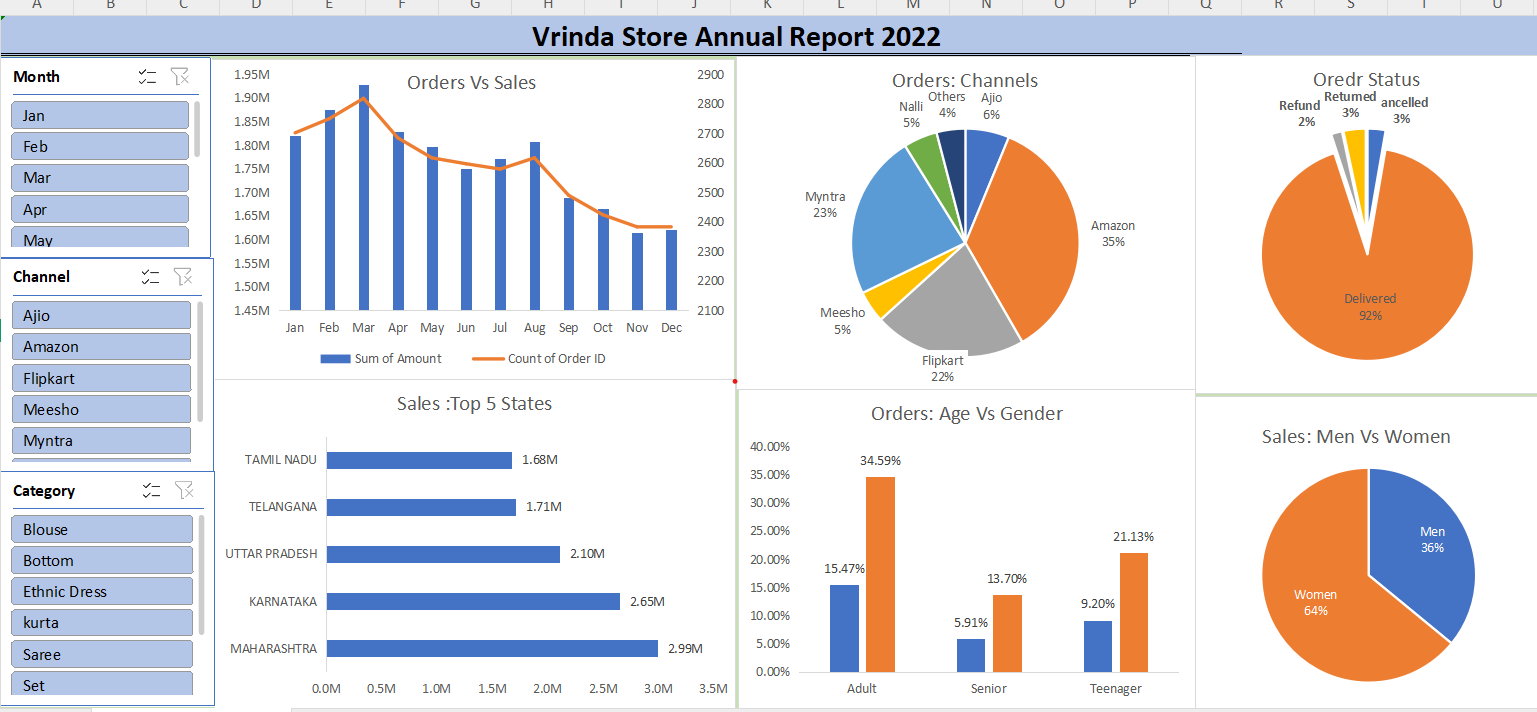 A B C D E F G H I J K L M N O P Q R S T U
Vrinda Store Annual Report 2022
Month
Jan
Feb
Mar
Apr
May
Channel
Ajio
Amazon
Flipkart
Meesho
Myntra
Category
Blouse
Bottom
Ethnic Dress
kurta
Saree
Set
Orders Vs Sales
1.95M
1.90M
1.85M
1.80M
1.75M
1.70M
1.65M
1.60M
1.55M
1.50M
1.45M
2900
2800
2700
2600
2500
2400
2300
2200
2100
Jan Feb Mar Apr May Jun Jul Aug Sep Oct Nov Dec
Sum of Amount Count of Order ID
Orders: Channels
Ajio
6%
Amazon
35%
Flipkart
22%
Meesho
5%
Myntra
23%
Nalli
5%
Others
4%
Oredr Status
Refund
2%
Returned
3%
ancelled
3%
Delivered
92%
Sales :Top 5 States
TAMIL NADU 1.68M
TELANGANA 1.71M
UTTAR PRADESH 2.10M
KARNATAKA 2.65M
MAHARASHTRA 2.99M
0.0M 0.5M 1.0M 1.5M 2.0M 2.5M 3.0M 3.5M
Orders: Age Vs Gender
40.00%
35.00%
30.00%
25.00%
20.00%
15.00%
10.00%
5.00%
0.00%
15.47% 34.59%
5.91% 13.70%
9.20% 21.13%
Adult Senior Teenager
Sales: Men Vs Women
Men
36%
Women
64%